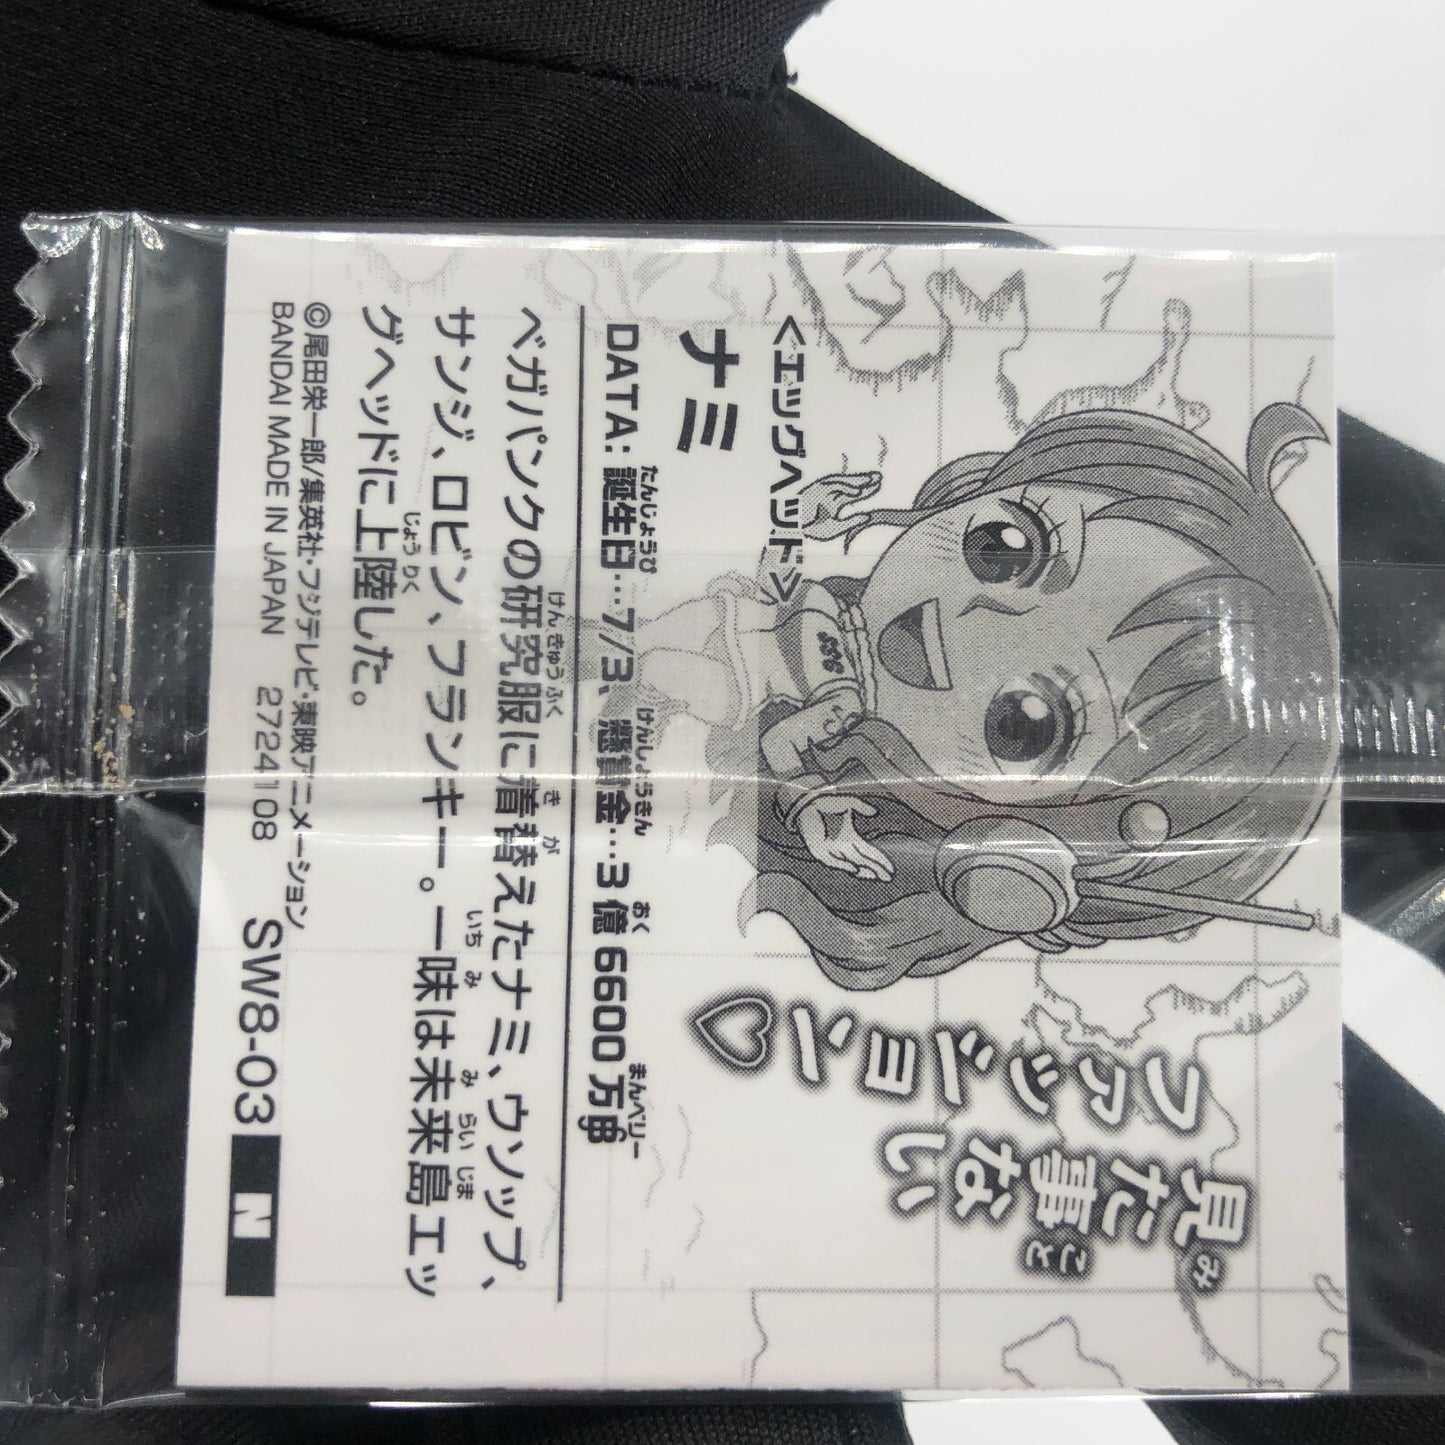 見た事ない
ファッション♡
<エッグヘッド>
ナミ
DATA:誕生日…7/3、懸賞金…3億6600万
ベガパンクの研究服に着替えたナミ、ウソップ、
サンジ、ロビン、フランキー。一味は未来島エッ
グヘッドに上陸した。
©尾田栄一郎/集英社・フジテレビ・東映アニメーション
BANDAI MADE IN JAPAN 2724108 SW8-03 N